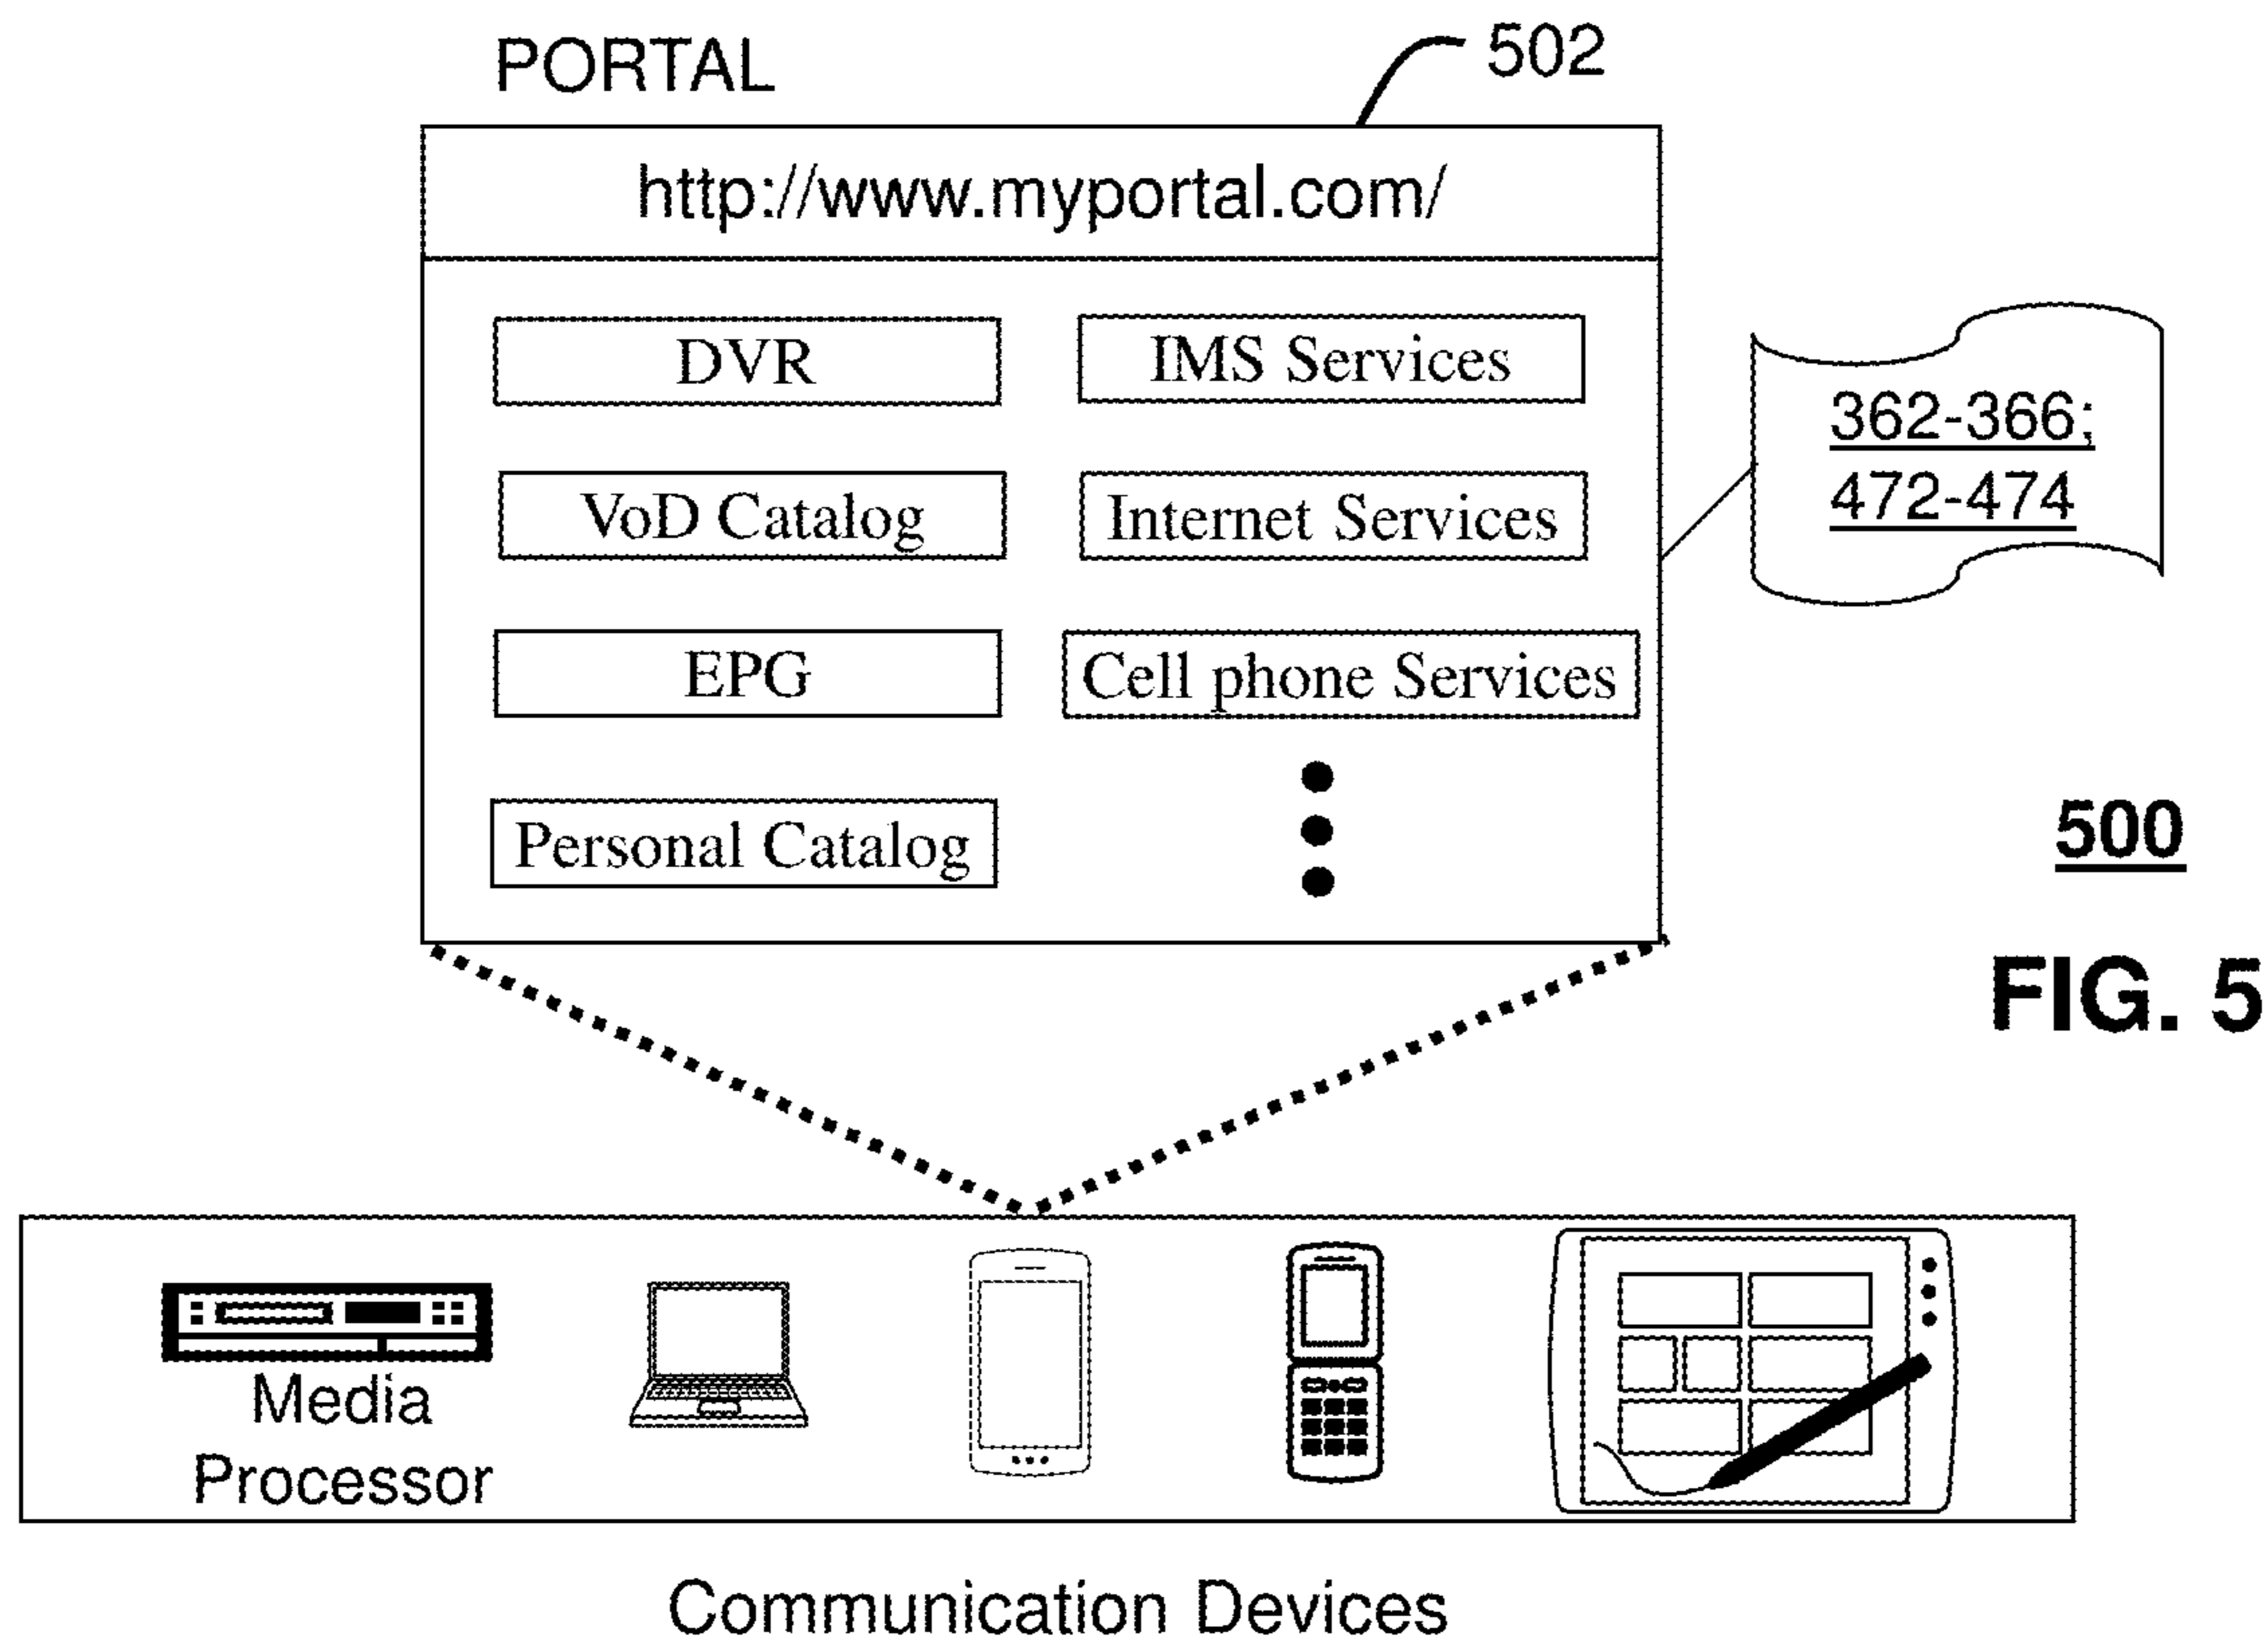 PORTAL
502
http://www.myportal.com/
DVR
IMS Services
VoD Catalog
Internet Services
EPG
Cell phone Services
Personal Catalog
362-366;
472-474
500
FIG. 5
Media
Processor
Communication Devices